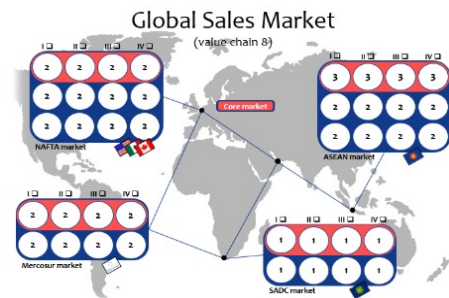 Global Sales Market
(value chain 8)
I ❑ II ❑ III ❑ IV ❑
2 2 2 2
2 2 2 2
2 2 2 2
NAFTA market
Core market
I ❑ II ❑ III ❑ IV ❑
3 3 3 3
2 2 2 2
2 2 2 2
ASEAN market
I ❑ II ❑ III ❑ IV ❑
2 2 2 2
2 2 2 2
Mercosur market
I ❑ II ❑ III ❑ IV ❑
1 1 1 1
1 1 1 1
SADC market